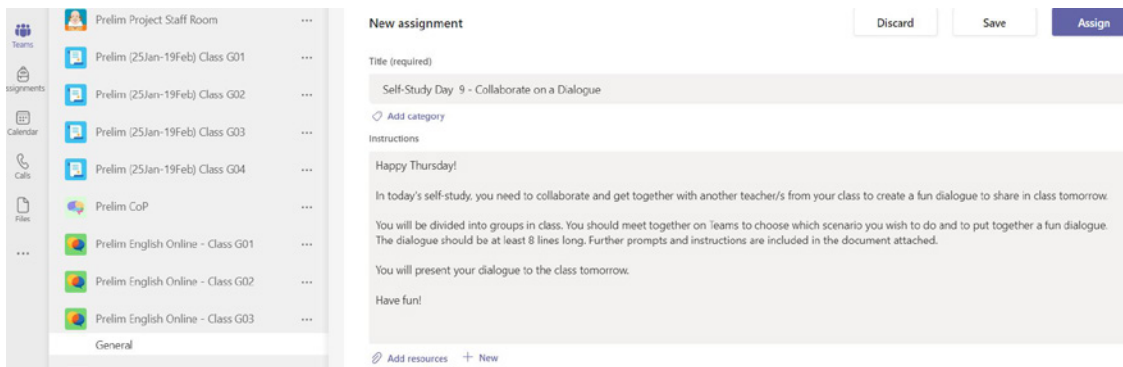 Teams
ssignments
Calendar
Calls
Files
Prelim Project Staff Room
Prelim (25Jan-19Feb) Class G01
Prelim (25Jan-19Feb) Class G02
Prelim (25Jan-19Feb) Class G03
Prelim (25Jan-19Feb) Class G04
Prelim CoP
Prelim English Online - Class G01
Prelim English Online - Class G02
Prelim English Online - Class G03
General
New assignment
Discard
Save
Assign
Title (required)
Self-Study Day 9 - Collaborate on a Dialogue
Add category
Instructions
Happy Thursday!
In today's self-study, you need to collaborate and get together with another teacher/s from your class to create a fun dialogue to share in class tomorrow.
You will be divided into groups in class. You should meet together on Teams to choose which scenario you wish to do and to put together a fun dialogue.
The dialogue should be at least 8 lines long. Further prompts and instructions are included in the document attached.
You will present your dialogue to the class tomorrow.
Have fun!
Add resources
New